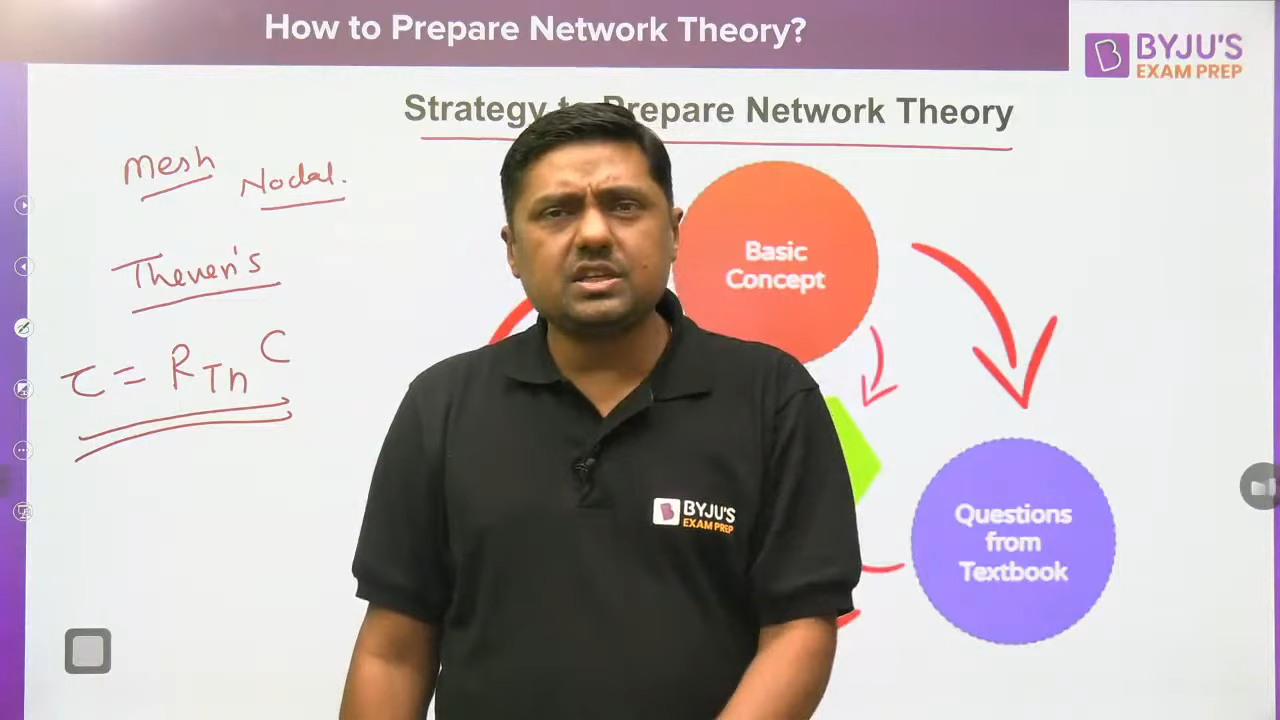 How to Prepare Network Theory?
BYJU'S
EXAM PREP
Strategy to Prepare Network Theory
Mesh
Nodal.
Theven's
τ = RTh C
Basic
Concept
Questions
from
Textbook
BYJU'S
EXAM PREP